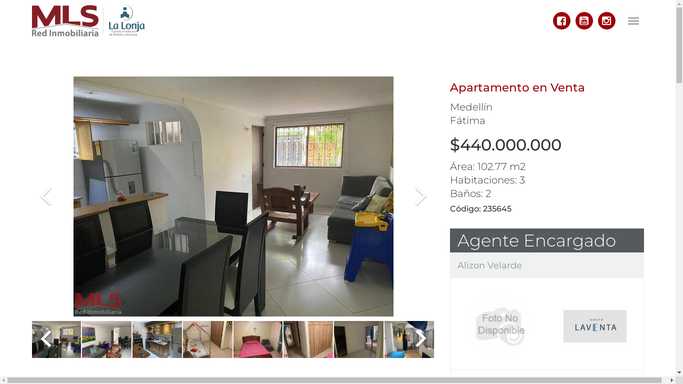 MLS
Red Inmobiliaria
La Lonja
Apartamento en Venta
Medellín
Fátima
$440.000.000
Área: 102.77 m2
Habitaciones: 3
Baños: 2
Código: 235645
Agente Encargado
Alizon Velarde
Foto No
Disponible
LAVENTA
MLS
Red Inmobiliaria